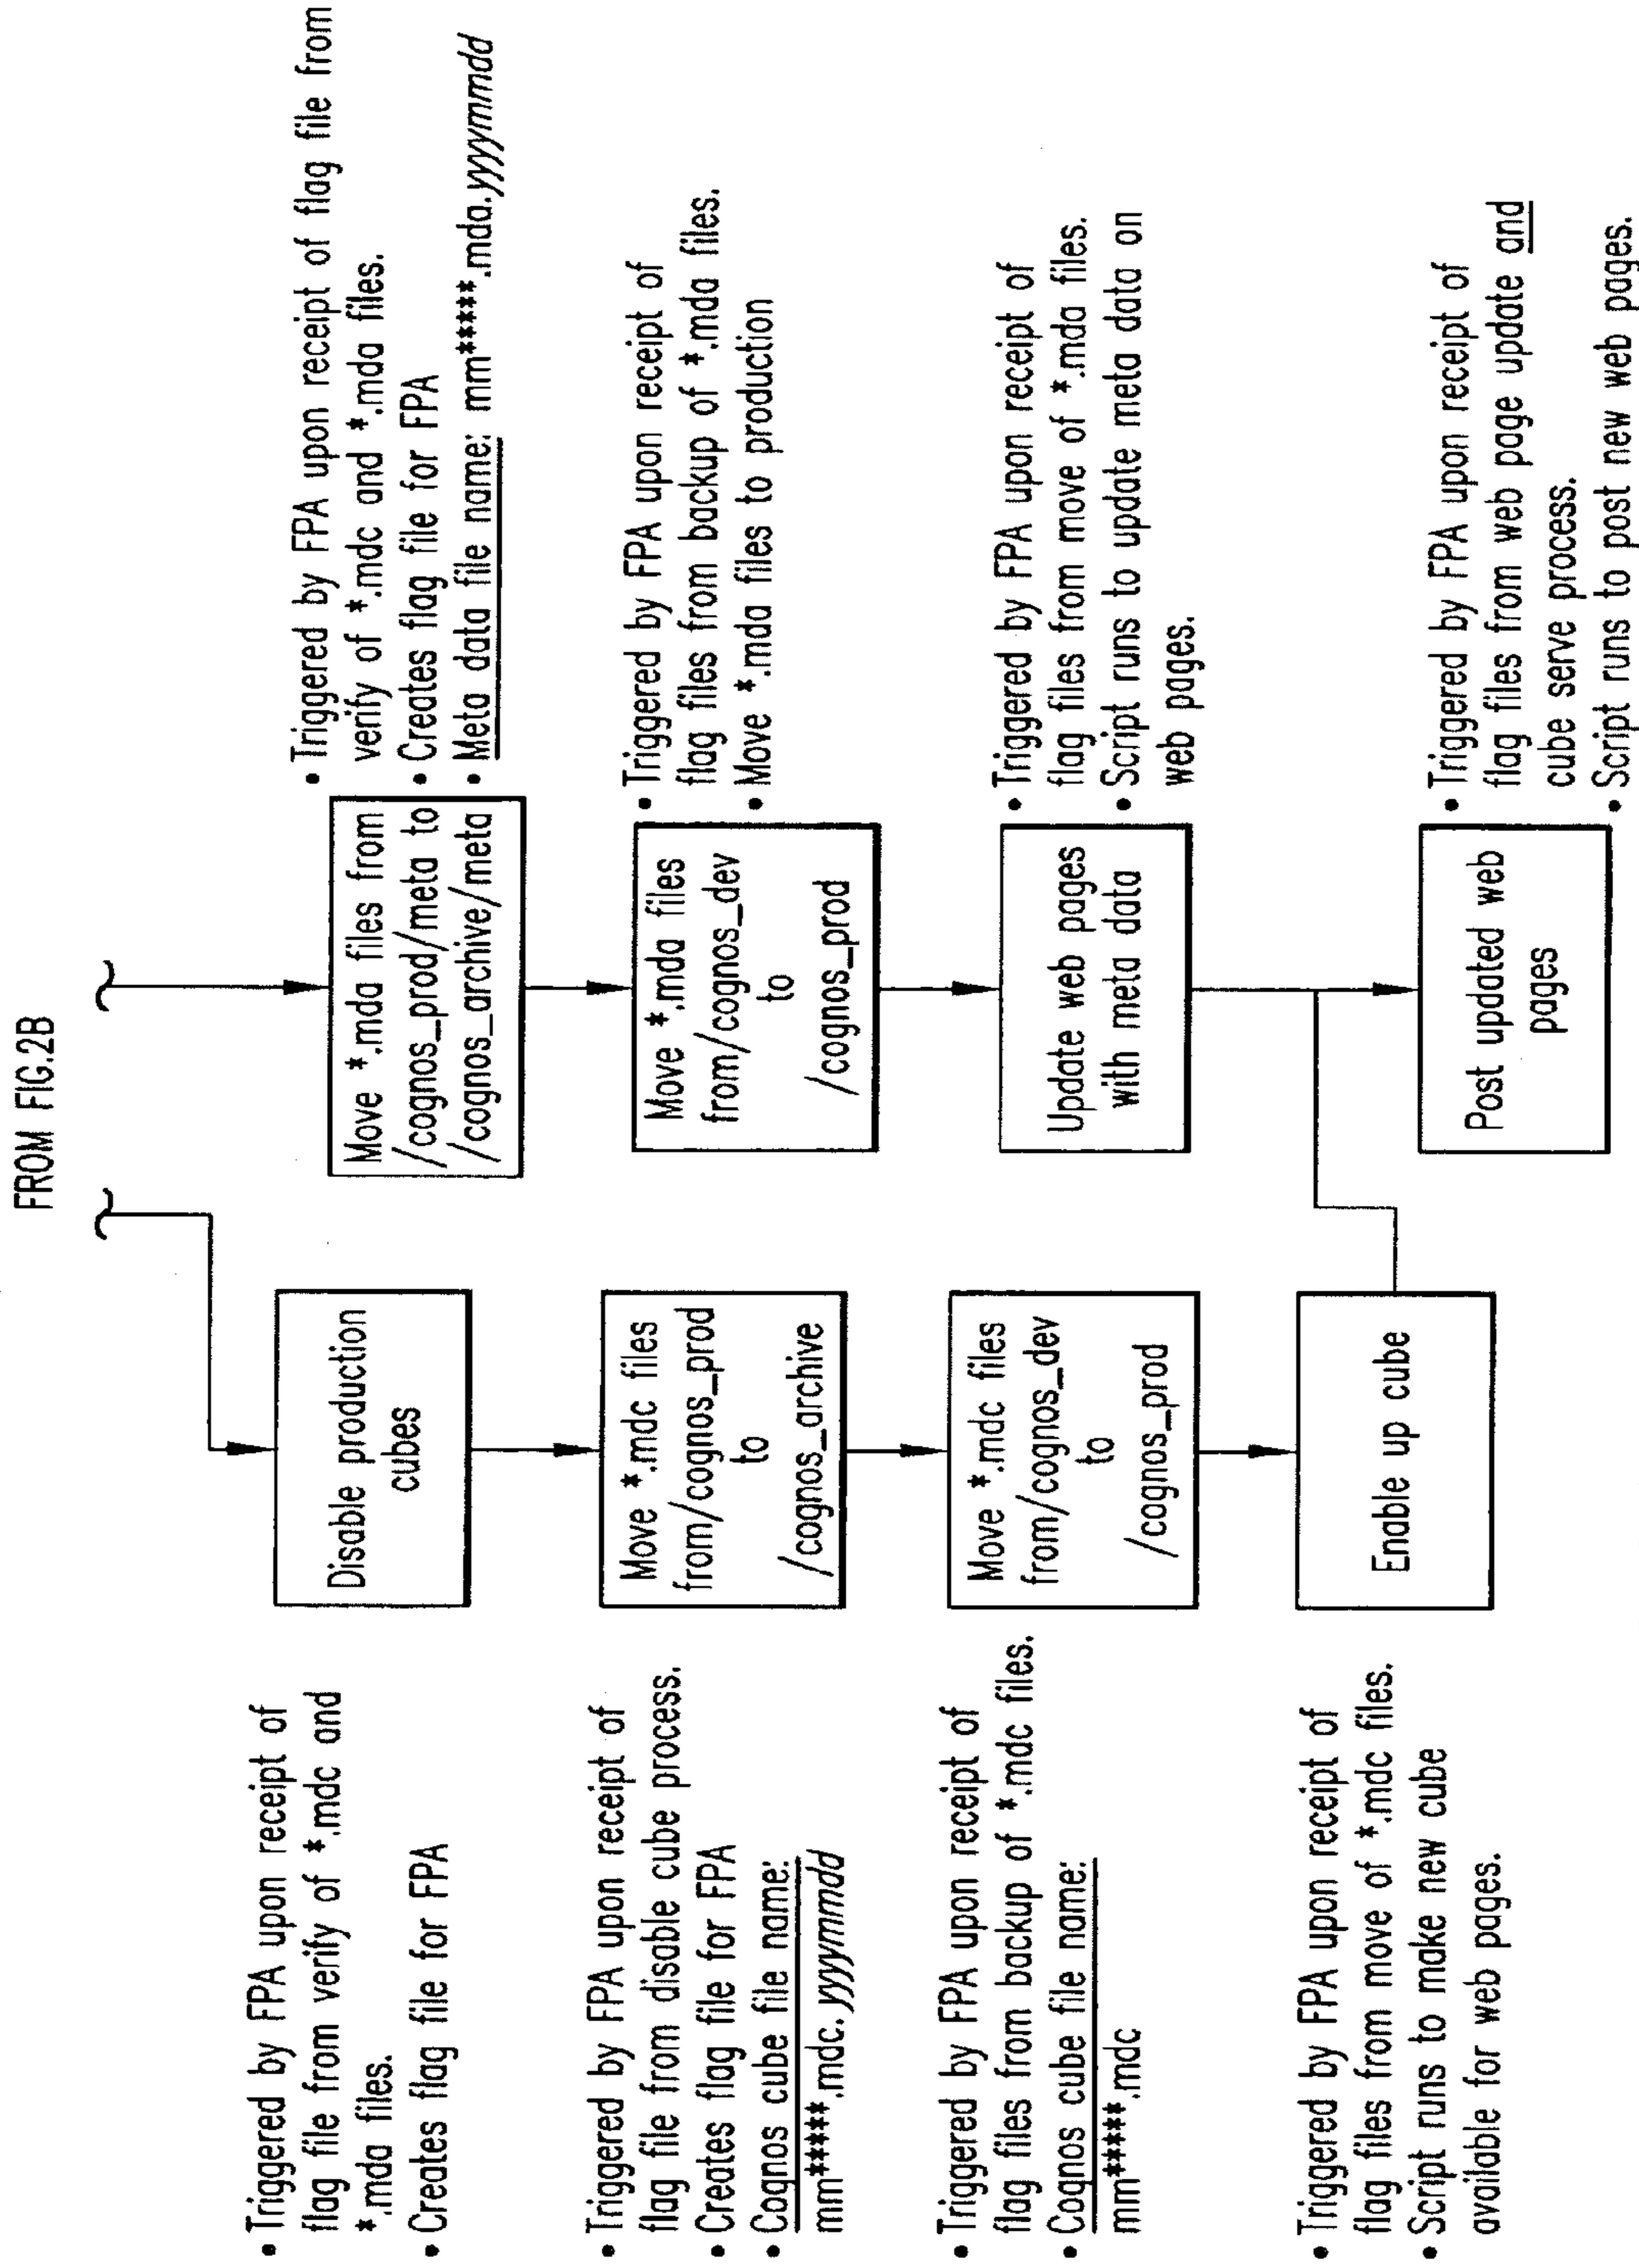 FROM FIG.2B
• Triggered by FPA upon receipt of
flag file from verify of *.mdc and
*.mda files.
• Creates flag file for FPA
Disable production
cubes
Move *.mda files from
/cognos_prod/meta to
/cognos_archive/meta
• Triggered by FPA upon receipt of flag file from
verify of *.mdc and *.mda files.
• Creates flag file for FPA
• Meta data file name: mm*****.mda.yyyymmdd
• Triggered by FPA upon receipt of
flag file from disable cube process.
• Creates flag file for FPA
• Cognos cube file name:
mm*****.mdc.yyyymmdd
Move *.mdc files
from/cognos_prod
to
/cognos_archive
Move *.mda files
from/cognos_dev
to
/cognos_prod
• Triggered by FPA upon receipt of
flag files from backup of *.mda files.
• Move *.mda files to production
• Triggered by FPA upon receipt of
flag files from backup of *.mdc files.
• Cognos cube file name:
mm*****.mdc
Move *.mdc files
from/cognos_dev
to
/cognos_prod
Update web pages
with meta data
• Triggered by FPA upon receipt of
flag files from move of *.mda files.
• Script runs to update meta data on
web pages.
• Triggered by FPA upon receipt of
flag files from move of *.mdc files.
• Script runs to make new cube
available for web pages.
Enable up cube
Post updated web
pages
• Triggered by FPA upon receipt of
flag files from web page update and
cube serve process.
• Script runs to post new web pages.